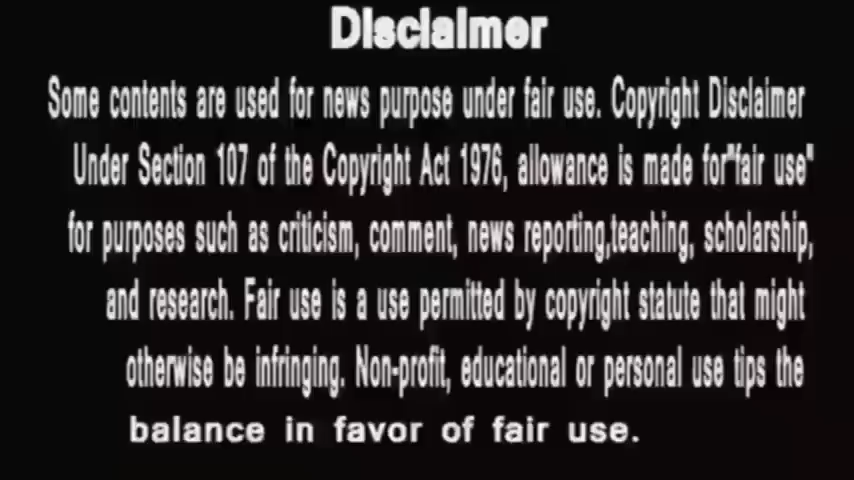 Disclaimer
Some contents are used for news purpose under fair use. Copyright Disclaimer
Under Section 107 of the Copyright Act 1976, allowance is made for"fair use"
for purposes such as criticism, comment, news reporting,teaching, scholarship,
and research. Fair use is a use permitted by copyright statute that might
otherwise be infringing. Non-profit, educational or personal use tips the
balance in favor of fair use.